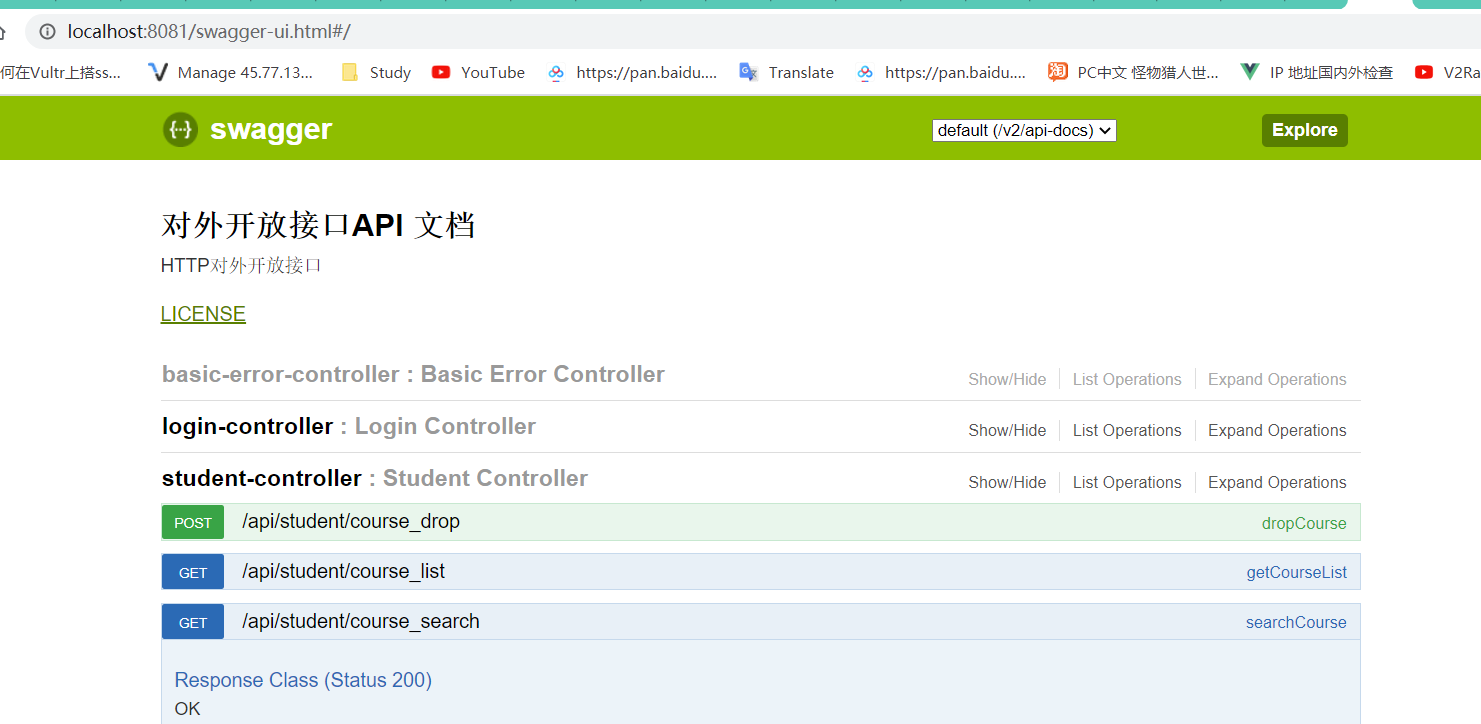 localhost:8081/swagger-ui.html#/
何在Vultr上搭ss... Manage 45.77.13... Study YouTube https://pan.baidu.... Translate https://pan.baidu.... PC中文 怪物猎人世... IP 地址国内外检查 V2Ra
swagger default (/v2/api-docs) Explore
对外开放接口API 文档
HTTP对外开放接口
LICENSE
basic-error-controller : Basic Error Controller Show/Hide List Operations Expand Operations
login-controller : Login Controller Show/Hide List Operations Expand Operations
student-controller : Student Controller Show/Hide List Operations Expand Operations
POST /api/student/course_drop dropCourse
GET /api/student/course_list getCourseList
GET /api/student/course_search searchCourse
Response Class (Status 200)
OK